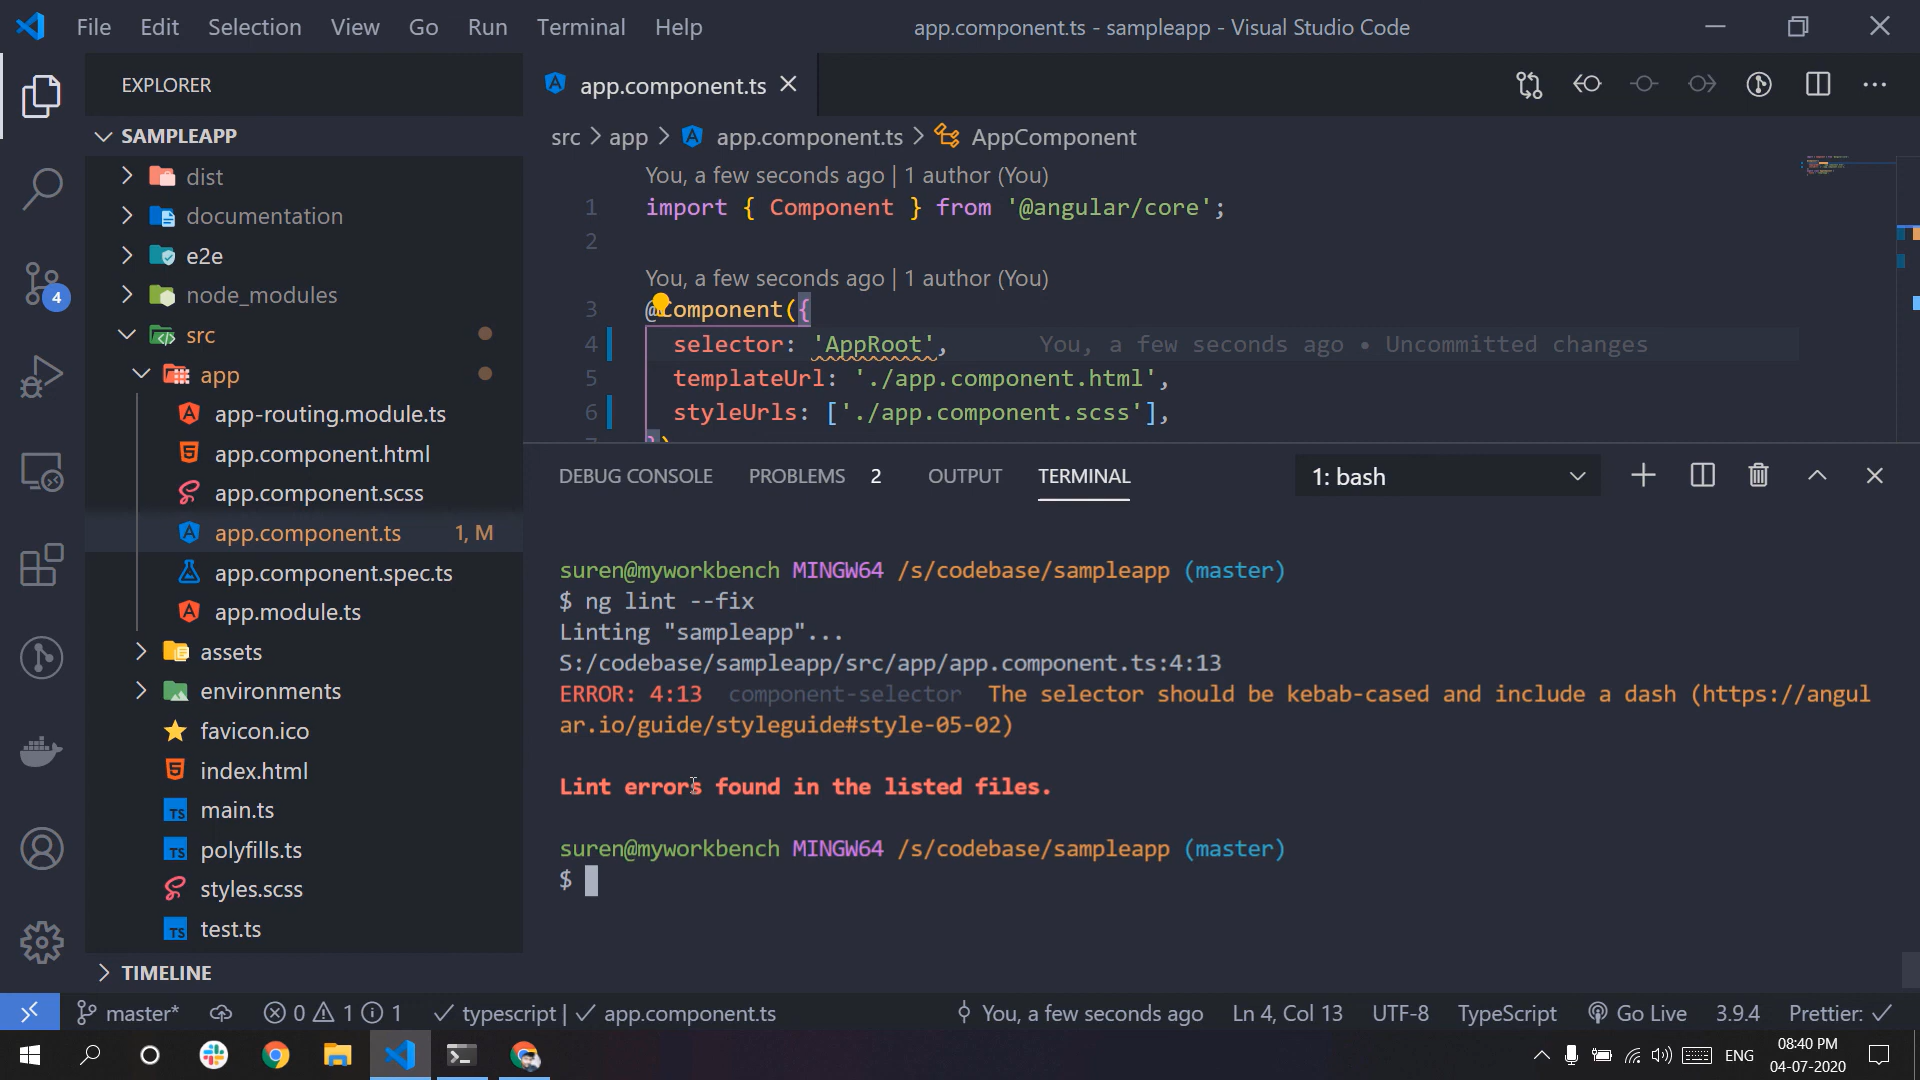 File Edit Selection View Go Run Terminal Help
app.component.ts - sampleapp - Visual Studio Code
EXPLORER
SAMPLEAPP
dist
documentation
e2e
node_modules
src
app
app-routing.module.ts
app.component.html
app.component.scss
app.component.ts 1, M
app.component.spec.ts
app.module.ts
assets
environments
favicon.ico
index.html
main.ts
polyfills.ts
styles.scss
test.ts
TIMELINE
4
app.component.ts
src > app > app.component.ts > AppComponent
You, a few seconds ago | 1 author (You)
1 import { Component } from '@angular/core';
2
You, a few seconds ago | 1 author (You)
3 @Component({
4 selector: 'AppRoot', You, a few seconds ago • Uncommitted changes
5 templateUrl: './app.component.html',
6 styleUrls: ['./app.component.scss'],
7 })
DEBUG CONSOLE PROBLEMS 2 OUTPUT TERMINAL 1: bash
suren@myworkbench MINGW64 /s/codebase/sampleapp (master)
$ ng lint --fix
Linting "sampleapp"...
S:/codebase/sampleapp/src/app/app.component.ts:4:13
ERROR: 4:13 component-selector The selector should be kebab-cased and include a dash (https://angul
ar.io/guide/styleguide#style-05-02)
Lint errors found in the listed files.
suren@myworkbench MINGW64 /s/codebase/sampleapp (master)
$
master* 0 1 1 typescript | app.component.ts You, a few seconds ago Ln 4, Col 13 UTF-8 TypeScript Go Live 3.9.4 Prettier: ✓
ENG
08:40 PM
04-07-2020